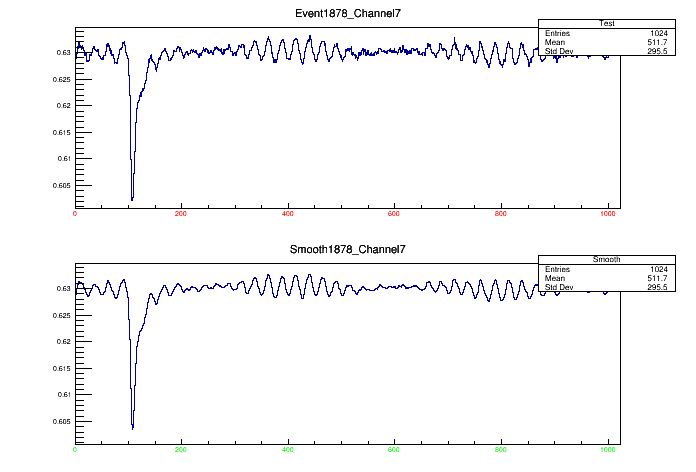 Event1878_Channel7
Test
Entries 1024
Mean 511.7
Std Dev 295.5
0.63
0.625
0.62
0.615
0.61
0.605
0 200 400 600 800 1000
Smooth1878_Channel7
Smooth
Entries 1024
Mean 511.7
Std Dev 295.5
0.63
0.625
0.62
0.615
0.61
0.605
0 200 400 600 800 1000